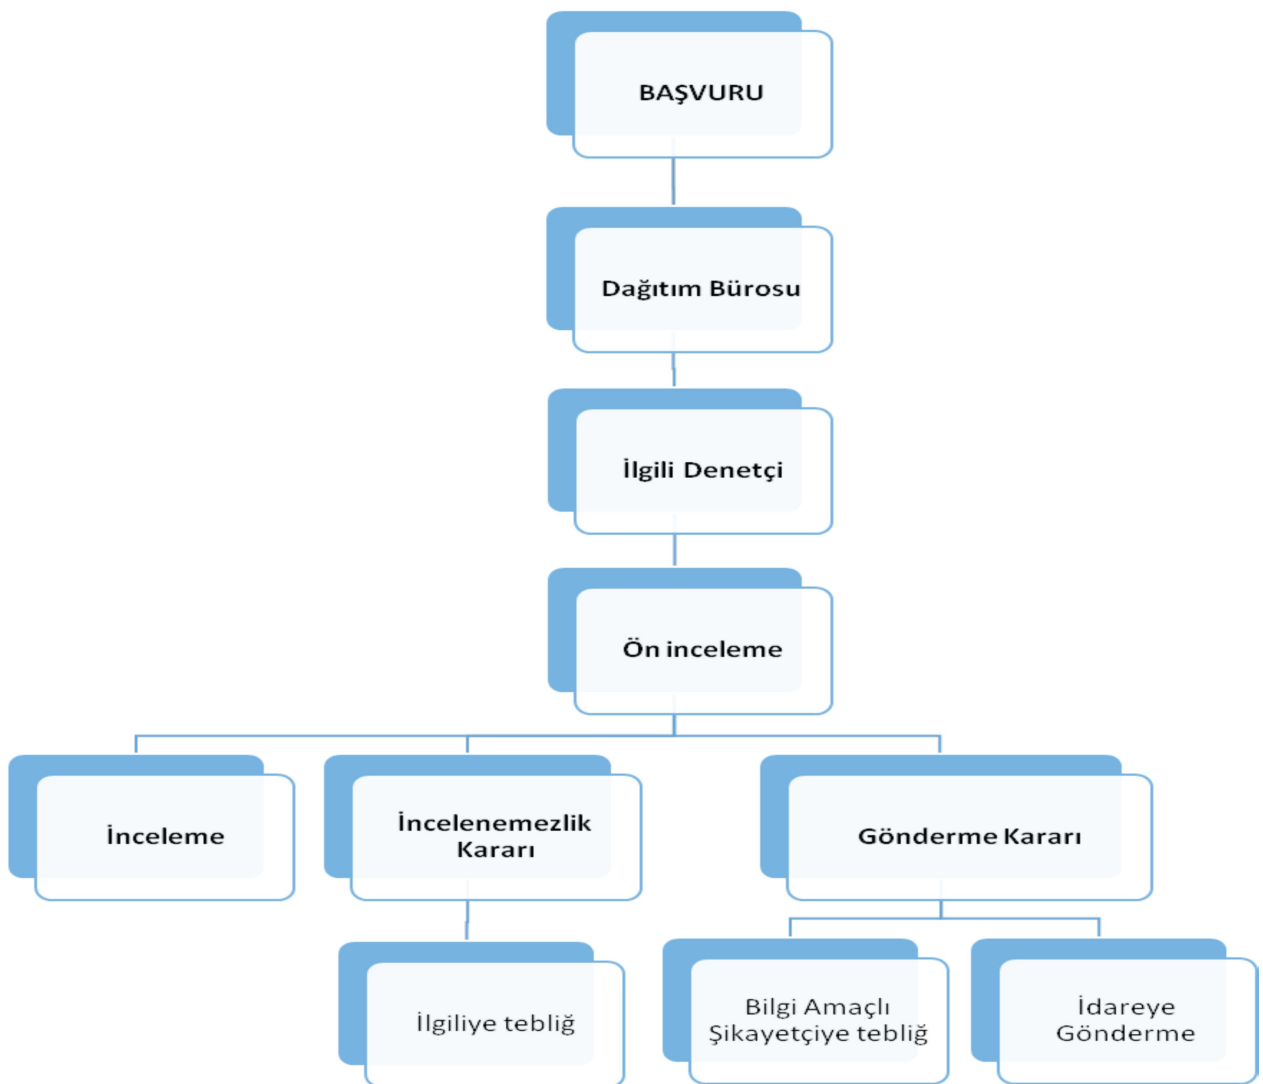 BAŞVURU
Dağıtım Bürosu
İlgili Denetçi
Ön inceleme
İnceleme
İncelenemezlik
Kararı
Gönderme Kararı
İlgiliye tebliğ
Bilgi Amaçlı
Şikayetçiye tebliğ
İdareye
Gönderme